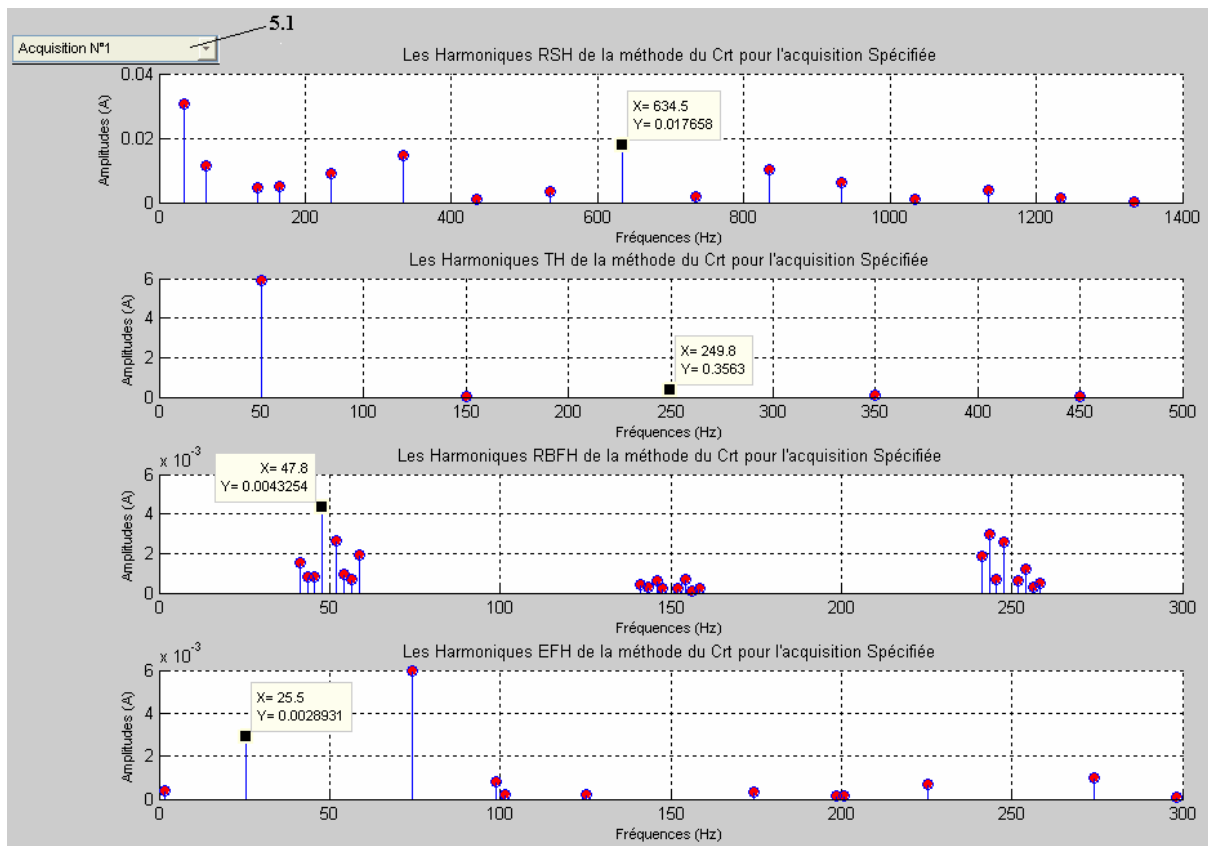 5.1
Acquisition N°1
Les Harmoniques RSH de la méthode du Crt pour l'acquisition Spécifiée
Amplitudes (A)
0.04
0.02
0
X= 634.5
Y= 0.017658
0 200 400 600 800 1000 1200 1400
Fréquences (Hz)
Les Harmoniques TH de la méthode du Crt pour l'acquisition Spécifiée
Amplitudes (A)
6
4
2
0
X= 249.8
Y= 0.3563
0 50 100 150 200 250 300 350 400 450 500
Fréquences (Hz)
x 10⁻³
Les Harmoniques RBFH de la méthode du Crt pour l'acquisition Spécifiée
Amplitudes (A)
6
4
2
0
X= 47.8
Y= 0.0043254
0 50 100 150 200 250 300
Fréquences (Hz)
x 10⁻³
Les Harmoniques EFH de la méthode du Crt pour l'acquisition Spécifiée
Amplitudes (A)
6
4
2
0
X= 25.5
Y= 0.0028931
0 50 100 150 200 250 300
Fréquences (Hz)